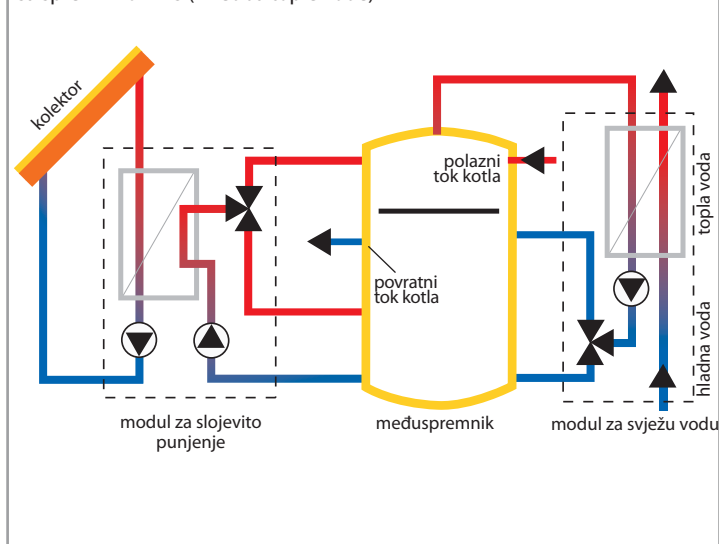 kolektor
polazni
tok kotla
povratni
tok kotla
topla voda
hladna voda
modul za slojevito
punjenje
međuspremnik
modul za svježu vodu